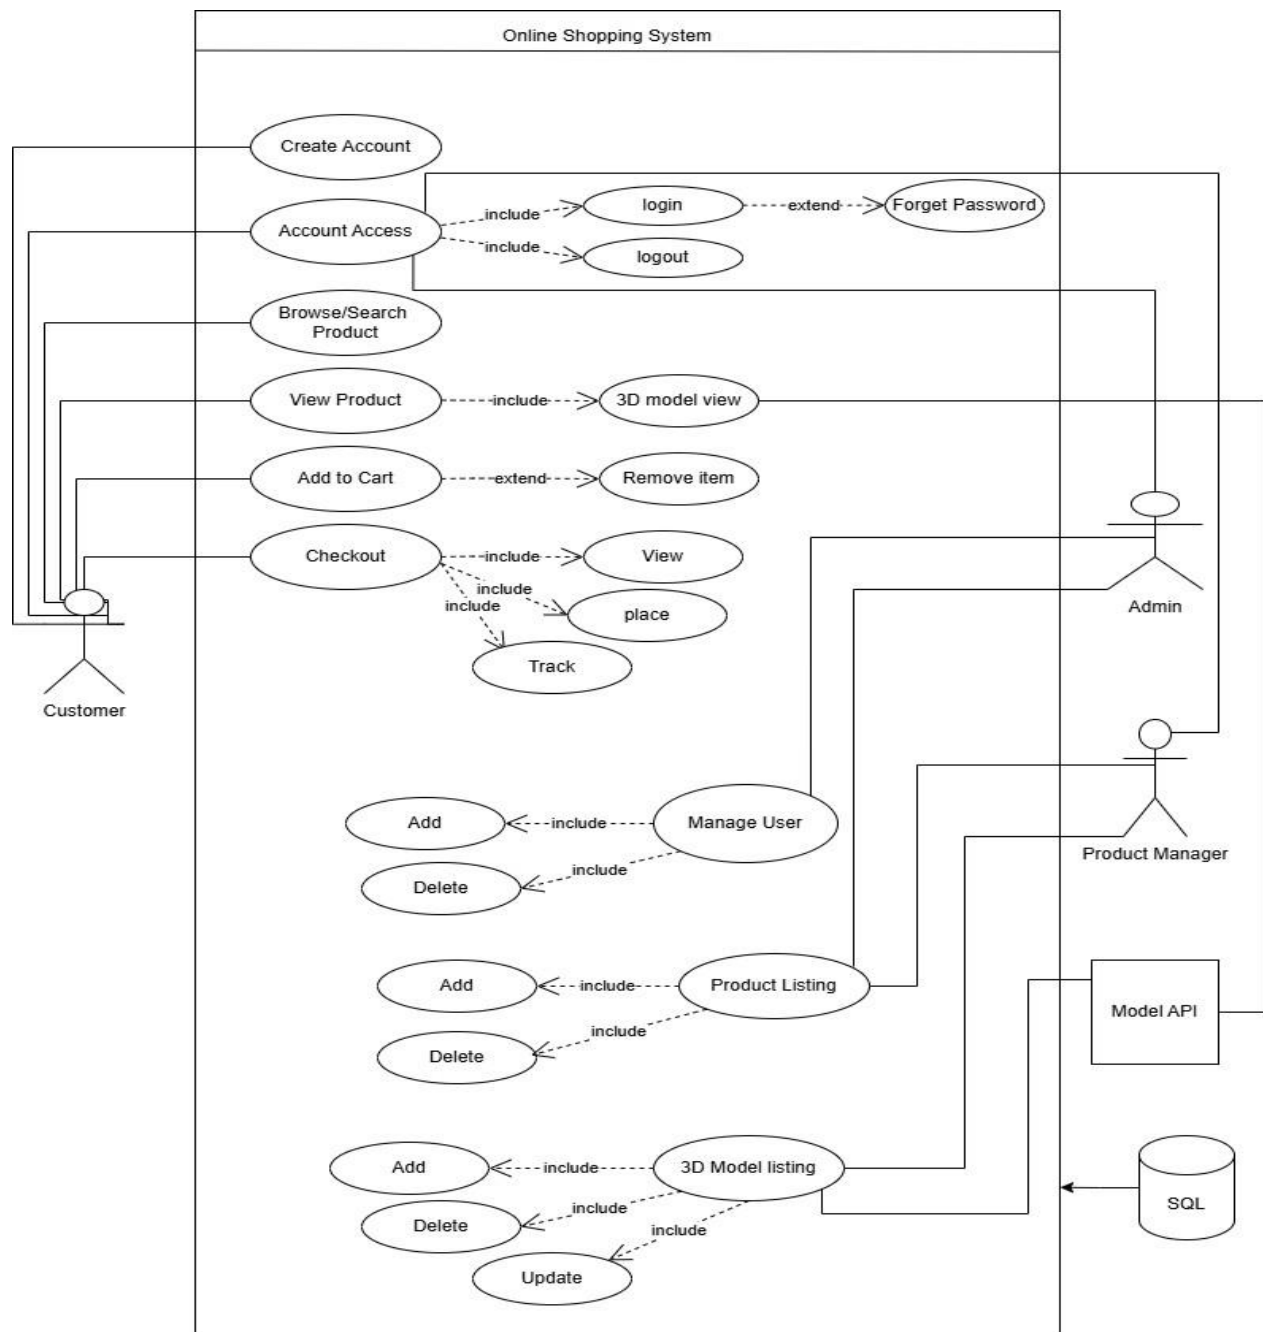 Online Shopping System
Create Account
Account Access
include
login
extend
Forget Password
include
logout
Browse/Search
Product
View Product
include
3D model view
Add to Cart
extend
Remove item
Checkout
include
View
include
place
include
Track
Customer
Admin
Product Manager
Add
include
Manage User
Delete
include
Add
include
Product Listing
Delete
include
Model API
Add
include
3D Model listing
Delete
include
include
Update
SQL